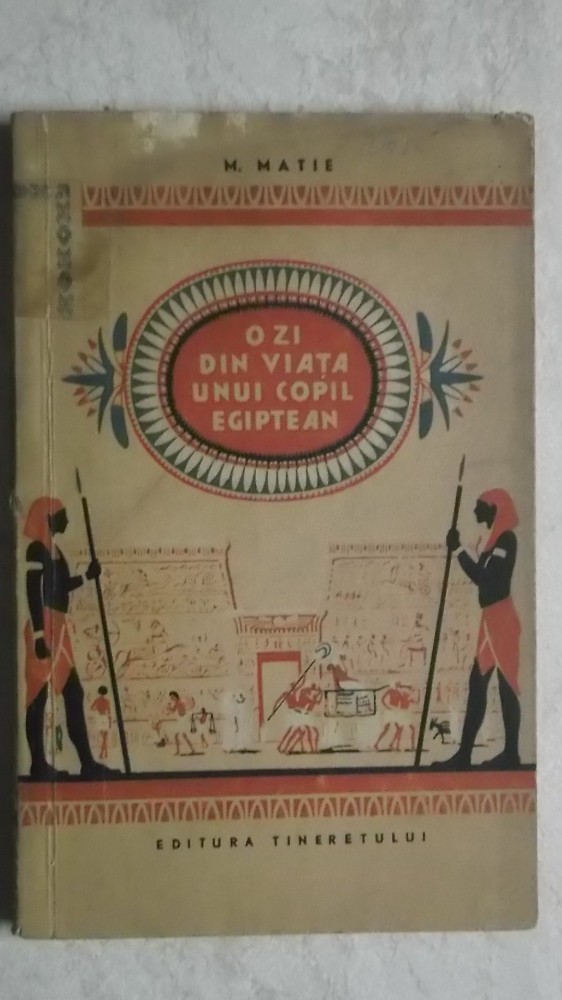 M. MATIE
O ZI
DIN VIAȚA
UNUI COPIL
EGIPTEAN
EDITURA TINERETULUI